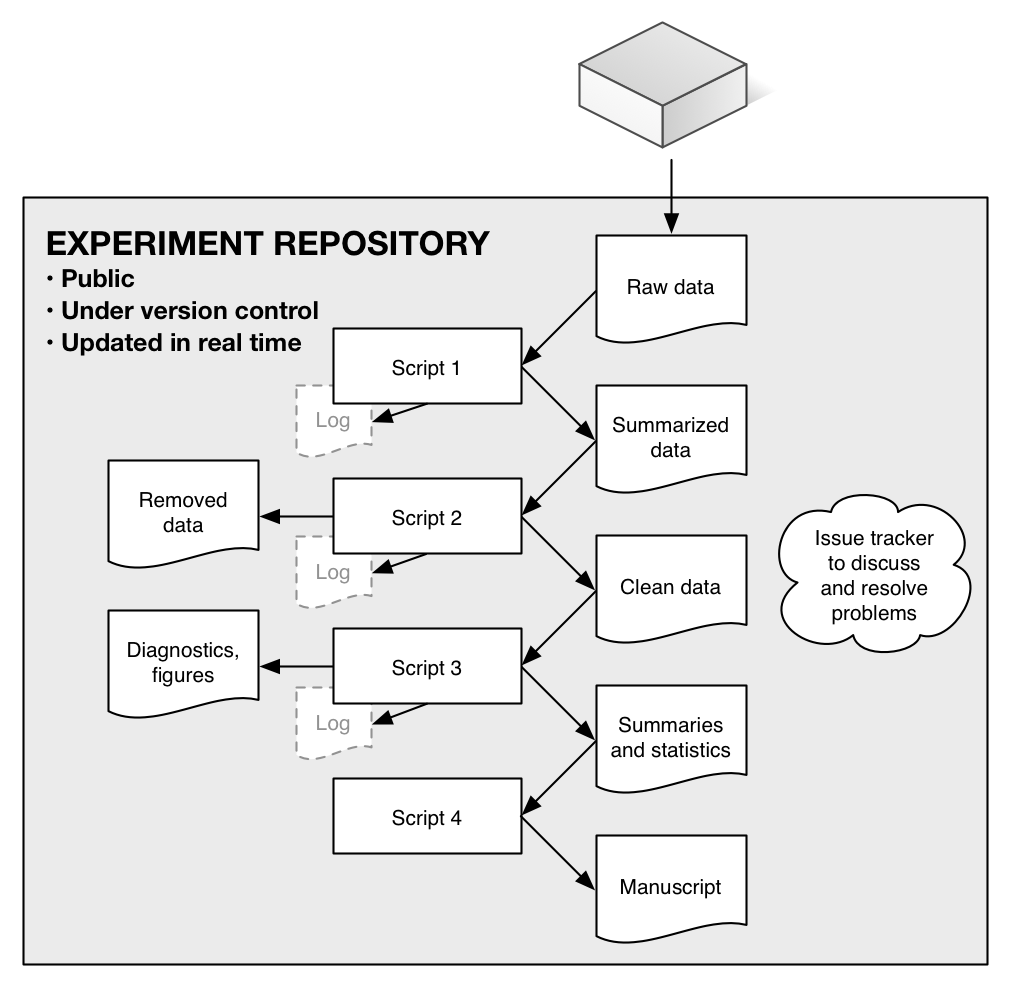 EXPERIMENT REPOSITORY
• Public
• Under version control
• Updated in real time
Raw data
Script 1
Log
Summarized
data
Removed
data
Script 2
Log
Issue tracker
to discuss
and resolve
problems
Clean data
Diagnostics,
figures
Script 3
Log
Summaries
and statistics
Script 4
Manuscript